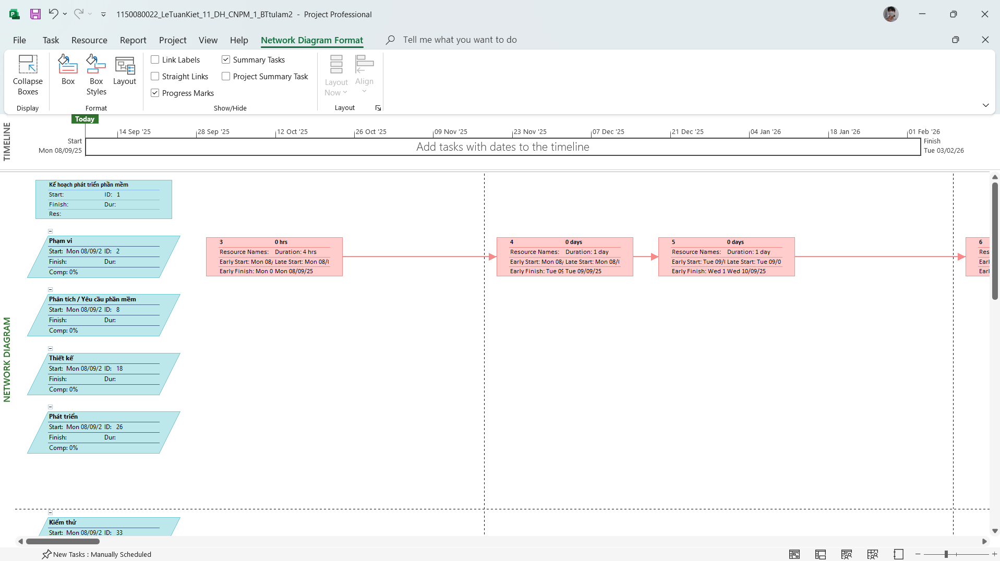 1150080022_LeTuanKiet_11_DH_CNPM_1_BTtulam2 - Project Professional
File Task Resource Report Project View Help Network Diagram Format Tell me what you want to do
Collapse Boxes
Box
Box Styles
Layout
Link Labels
Summary Tasks
Straight Links
Project Summary Task
Progress Marks
Layout Now
Align
Display
Format
Show/Hide
Layout
Today
TIMELINE
14 Sep '25 28 Sep '25 12 Oct '25 26 Oct '25 09 Nov '25 23 Nov '25 07 Dec '25 21 Dec '25 04 Jan '26 18 Jan '26 01 Feb '26
Start
Mon 08/09/25
Add tasks with dates to the timeline
Finish
Tue 03/02/26
NETWORK DIAGRAM
Kế hoạch phát triển phần mềm
Start: ID: 1
Finish: Dur:
Res:
Phạm vi
Start: Mon 08/09/2 ID: 2
Finish: Dur:
Comp: 0%
3 0 hrs
Resource Names: Duration: 4 hrs
Early Start: Mon 08/ Late Start: Mon 08/(
Early Finish: Mon 0 Mon 08/09/25
4 0 days
Resource Names: Duration: 1 day
Early Start: Mon 08/ Late Start: Mon 08/(
Early Finish: Tue 09 Tue 09/09/25
5 0 days
Resource Names: Duration: 1 day
Early Start: Tue 09/( Late Start: Tue 09/0
Early Finish: Wed 1 Wed 10/09/25
6
Res
Earl
Earl
Phân tích / Yêu cầu phần mềm
Start: Mon 08/09/2 ID: 8
Finish: Dur:
Comp: 0%
Thiết kế
Start: Mon 08/09/2 ID: 18
Finish: Dur:
Comp: 0%
Phát triển
Start: Mon 08/09/2 ID: 26
Finish: Dur:
Comp: 0%
Kiểm thử
Start: Mon 08/09/2 ID: 33
New Tasks : Manually Scheduled